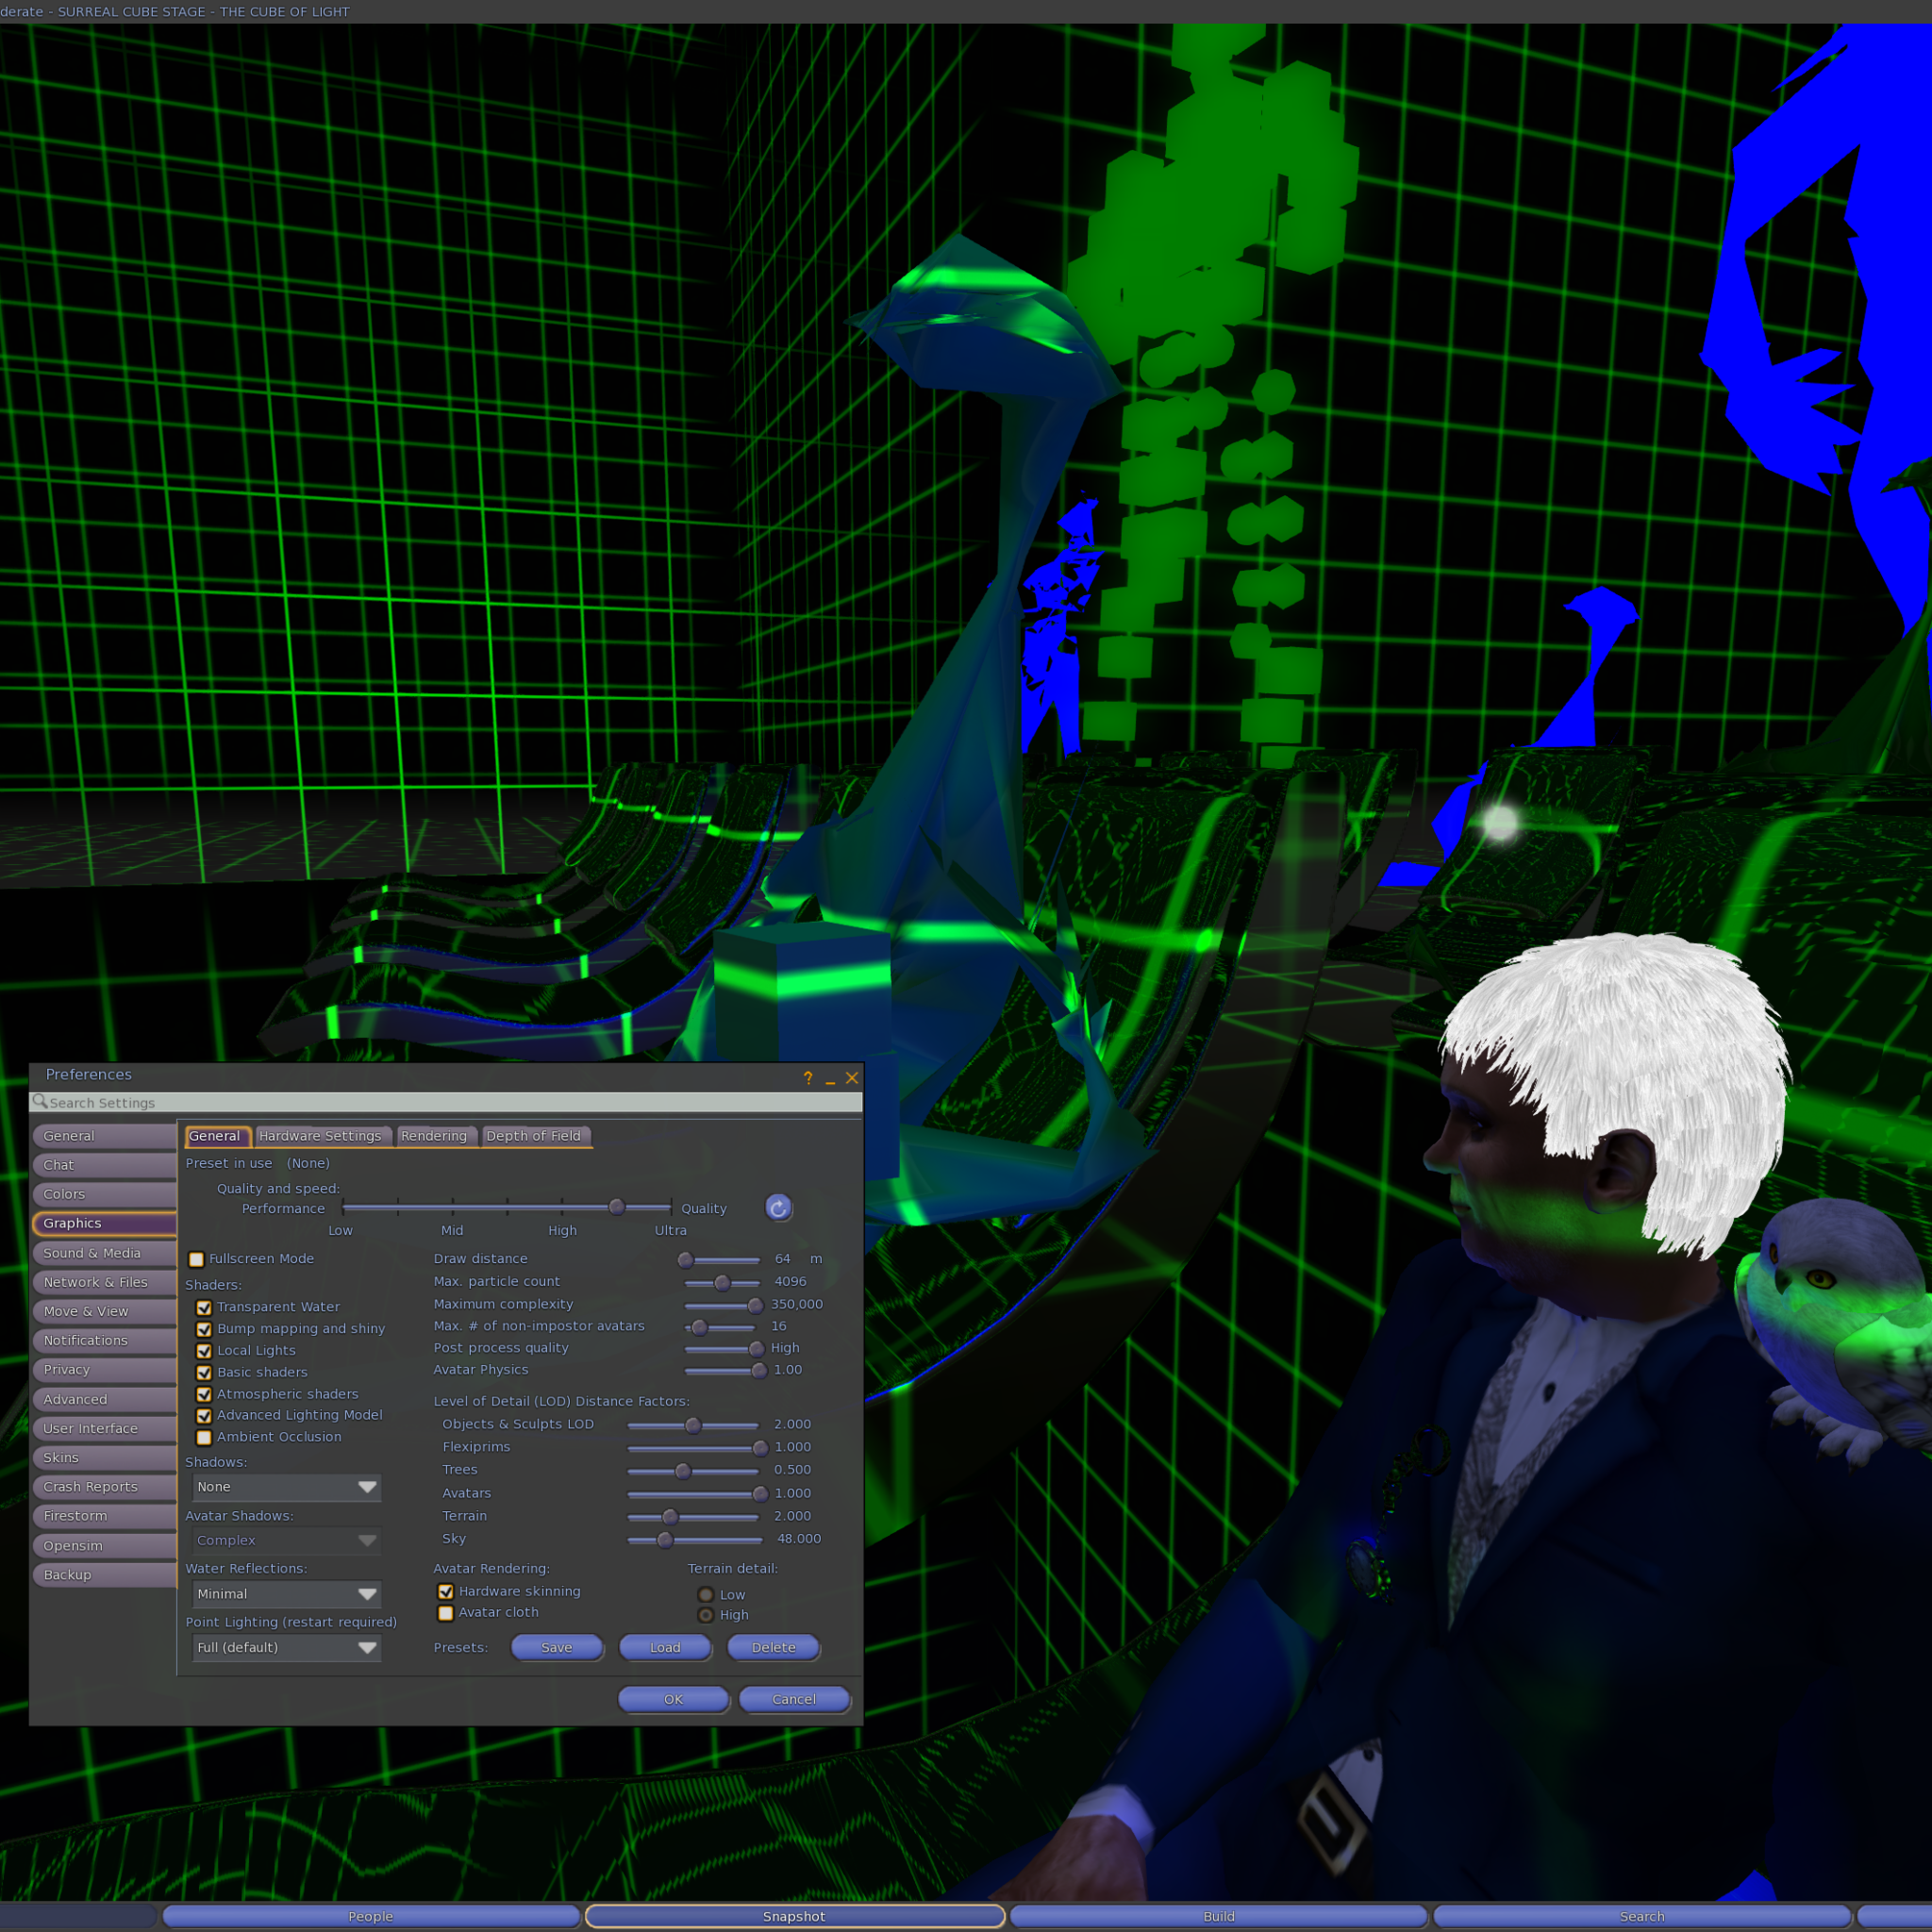 derate - SURREAL CUBE STAGE - THE CUBE OF LIGHT
Preferences
? _ X
Search Settings
General
Chat
Colors
Graphics
Sound & Media
Network & Files
Move & View
Notifications
Privacy
Advanced
User Interface
Skins
Crash Reports
Firestorm
Opensim
Backup
General Hardware Settings Rendering Depth of Field
Preset in use (None)
Quality and speed:
Performance Quality
Low Mid High Ultra
Fullscreen Mode
Shaders:
Transparent Water
Bump mapping and shiny
Local Lights
Basic shaders
Atmospheric shaders
Advanced Lighting Model
Ambient Occlusion
Shadows:
None
Avatar Shadows:
Complex
Water Reflections:
Minimal
Point Lighting (restart required)
Full (default)
Draw distance 64 m
Max. particle count 4096
Maximum complexity 350,000
Max. # of non-impostor avatars 16
Post process quality High
Avatar Physics 1.00
Level of Detail (LOD) Distance Factors:
Objects & Sculpts LOD 2.000
Flexiprims 1.000
Trees 0.500
Avatars 1.000
Terrain 2.000
Sky 48.000
Avatar Rendering:
Hardware skinning
Avatar cloth
Terrain detail:
Low
High
Presets: Save Load Delete
OK Cancel
People Snapshot Build Search